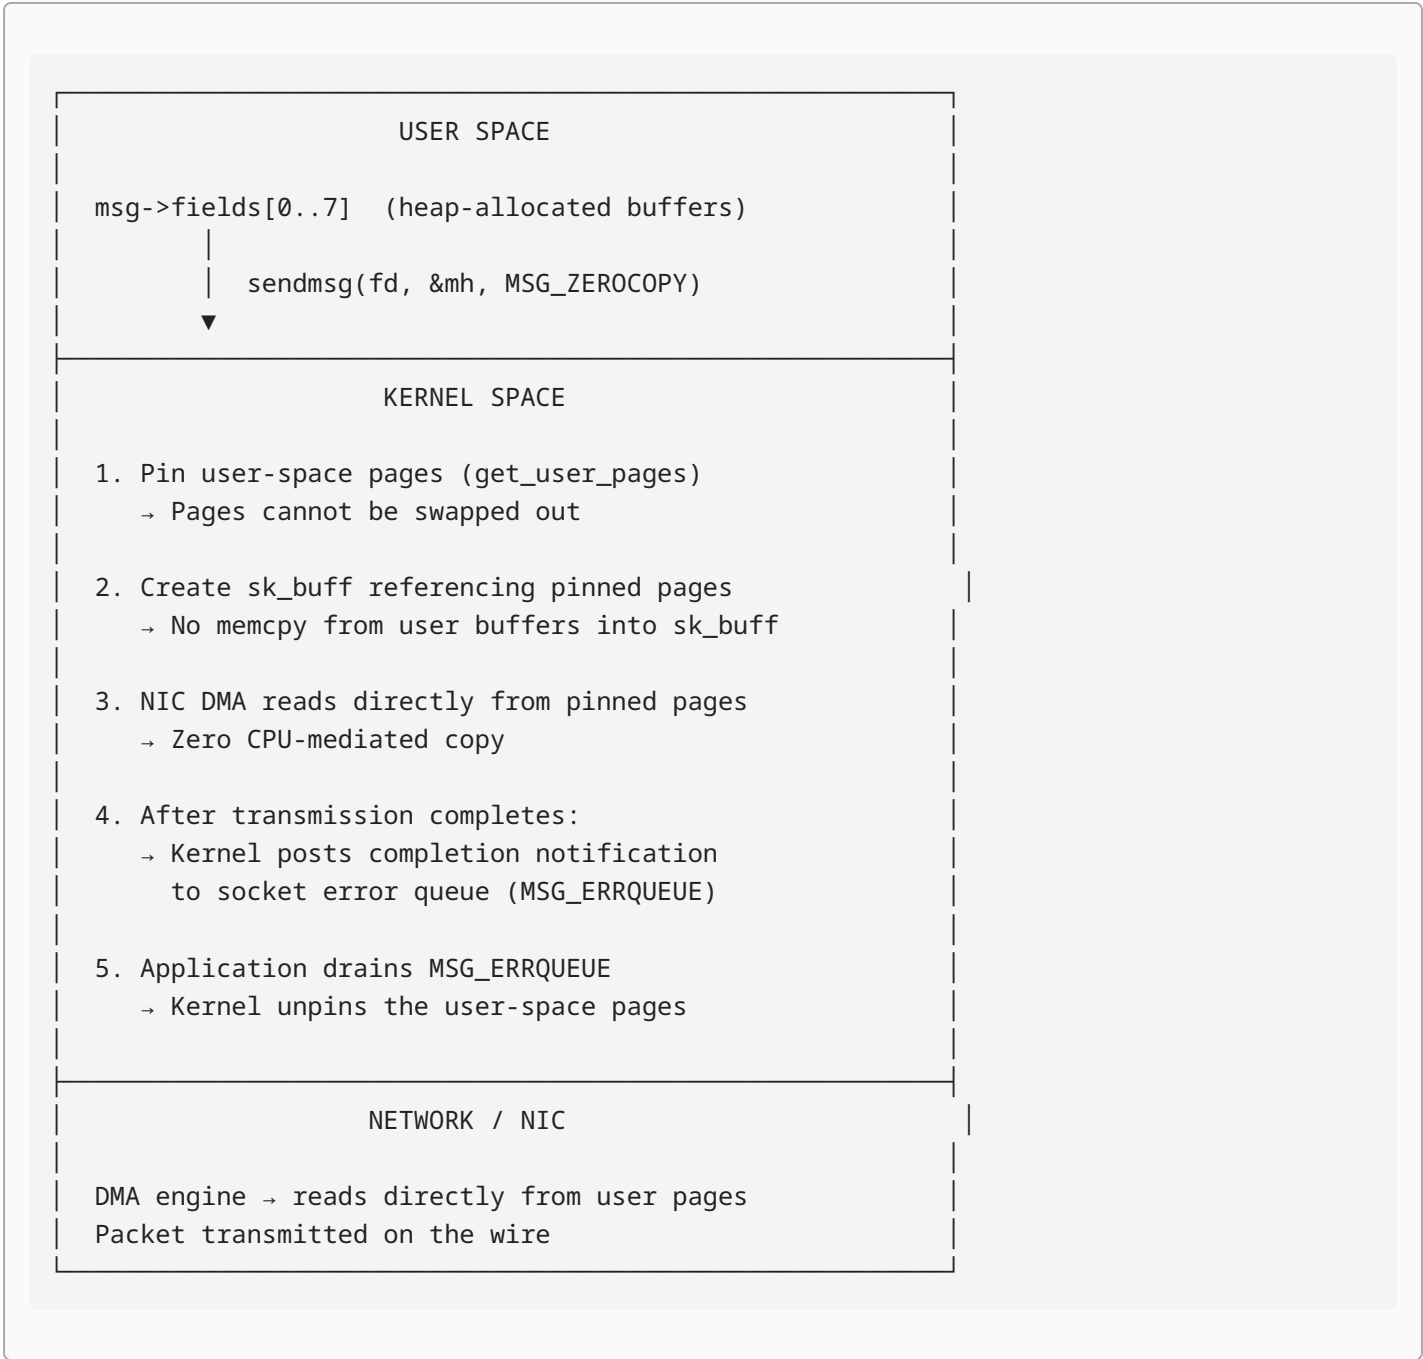 USER SPACE
msg->fields[0..7]  (heap-allocated buffers)
sendmsg(fd, &mh, MSG_ZEROCOPY)
▼
KERNEL SPACE
1. Pin user-space pages (get_user_pages)
→ Pages cannot be swapped out
2. Create sk_buff referencing pinned pages
→ No memcpy from user buffers into sk_buff
3. NIC DMA reads directly from pinned pages
→ Zero CPU-mediated copy
4. After transmission completes:
→ Kernel posts completion notification
to socket error queue (MSG_ERRQUEUE)
5. Application drains MSG_ERRQUEUE
→ Kernel unpins the user-space pages
NETWORK / NIC
DMA engine → reads directly from user pages
Packet transmitted on the wire